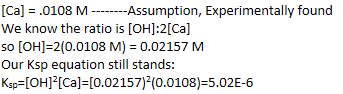 [Ca] = .0108 M --------Assumption, Experimentally found
We know the ratio is [OH]:2[Ca]
so [OH]=2(0.0108 M) = 0.02157 M
Our Ksp equation still stands:
Kₛₚ=[OH]²[Ca]=[0.02157)²(0.0108)=5.02E-6